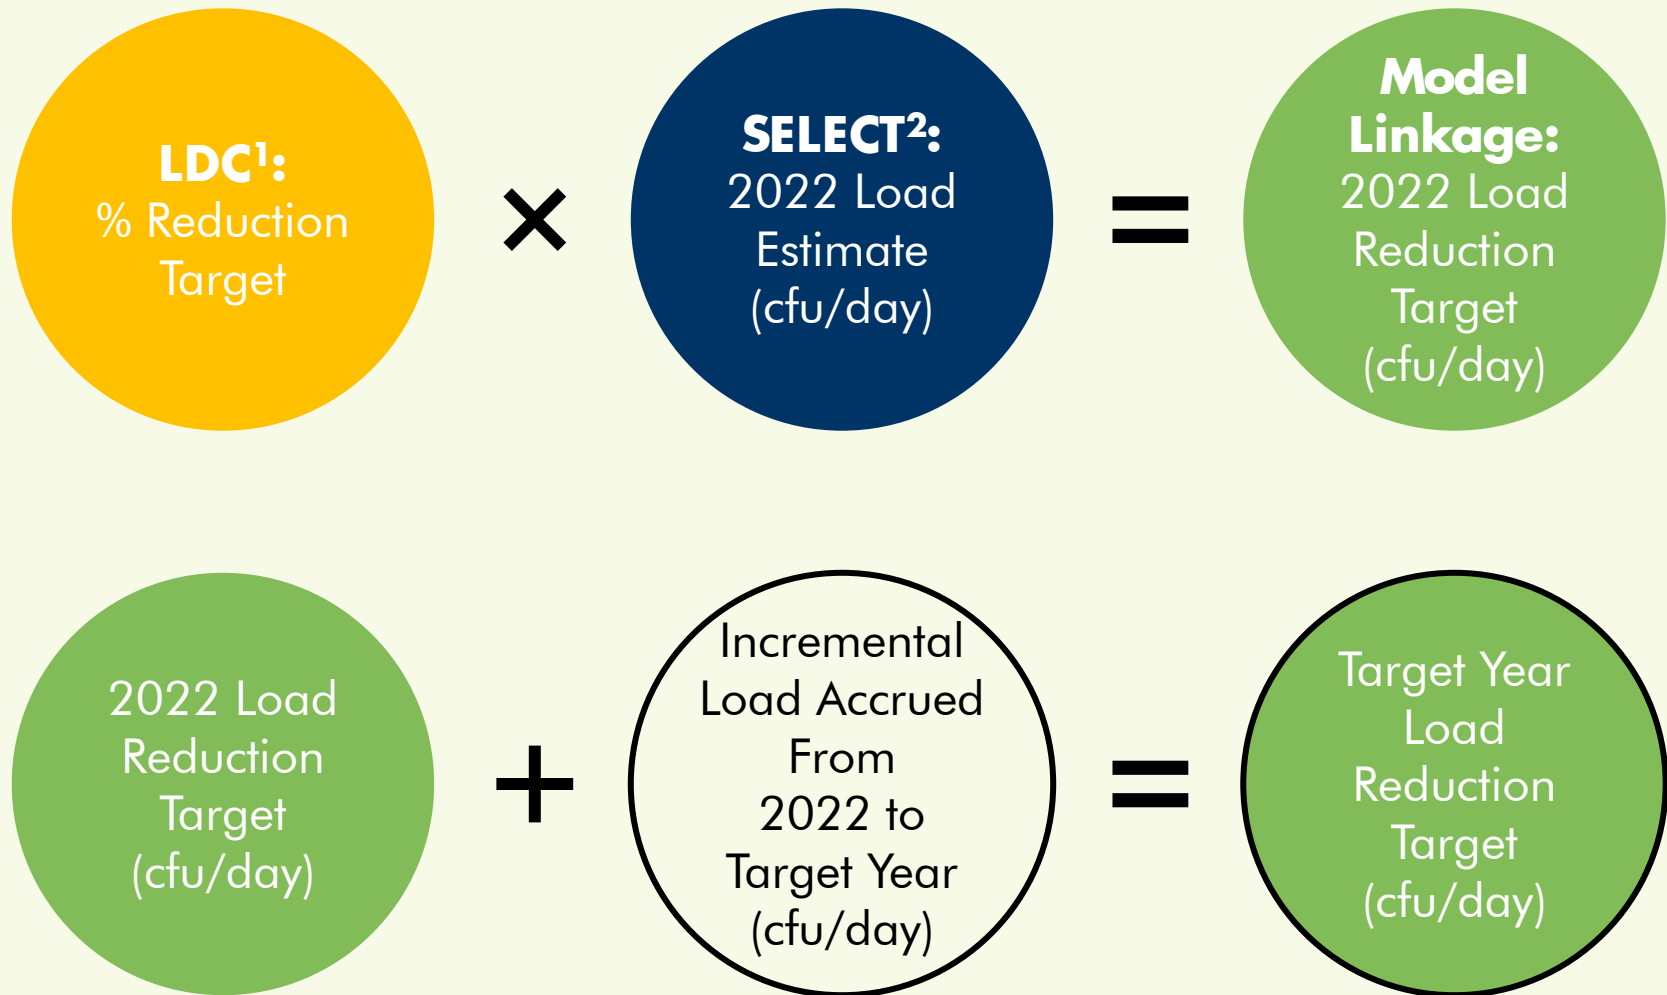 LDC¹:
% Reduction
Target
×
SELECT²:
2022 Load
Estimate
(cfu/day)
=
Model
Linkage:
2022 Load
Reduction
Target
(cfu/day)
2022 Load
Reduction
Target
(cfu/day)
+
Incremental
Load Accrued
From
2022 to
Target Year
(cfu/day)
=
Target Year
Load
Reduction
Target
(cfu/day)